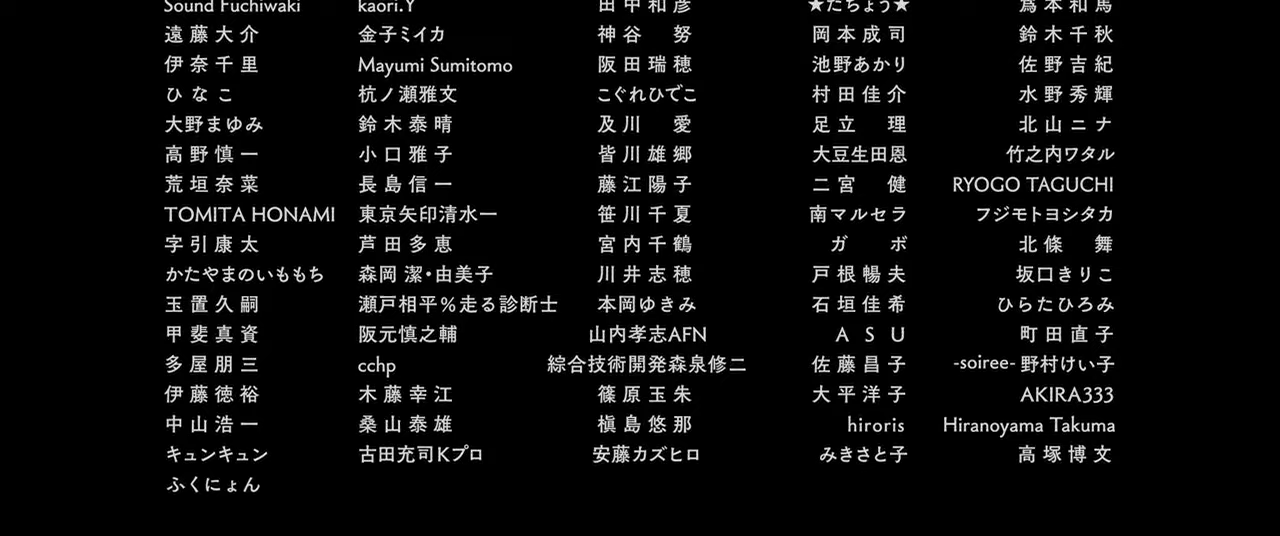 Sound Fuchiwaki kaori.Y 田中和彦 ★だちょう★
遠藤大介 金子ミイカ 神谷 努 岡本成司 鈴木千秋
伊奈千里 Mayumi Sumitomo 阪田瑞穂 池野あかり 佐野吉紀
ひなこ 杭ノ瀬雅文 こぐれひでこ 村田佳介 水野秀輝
大野まゆみ 鈴木泰晴 及川 愛 足立 理 北山ニナ
高野慎一 小口雅子 皆川雄郷 大豆生田恩 竹之内ワタル
荒垣奈菜 長島信一 藤江陽子 二宮 健 RYOGO TAGUCHI
TOMITA HONAMI 東京矢印清水一 笹川千夏 南マルセラ フジモトヨシタカ
字引康太 芦田多恵 宮内千鶴 ガボ 北條 舞
かたやまのいももち 森岡 潔・由美子 川井志穂 戸根暢夫 坂口きりこ
玉置久嗣 瀬戸相平%走る診断士 本岡ゆきみ 石垣佳希 ひらたひろみ
甲斐真資 阪元慎之輔 山内孝志AFN ASU 町田直子
多屋朋三 cchp 綜合技術開発森泉修二 佐藤昌子 -soiree- 野村けい子
伊藤徳裕 木藤幸江 篠原玉朱 大平洋子 AKIRA333
中山浩一 桑山泰雄 槇島悠那 hiroris Hiranoyama Takuma
キュンキュン 古田充司Kプロ 安藤カズヒロ みきさと子 高塚博文
ふくにょん